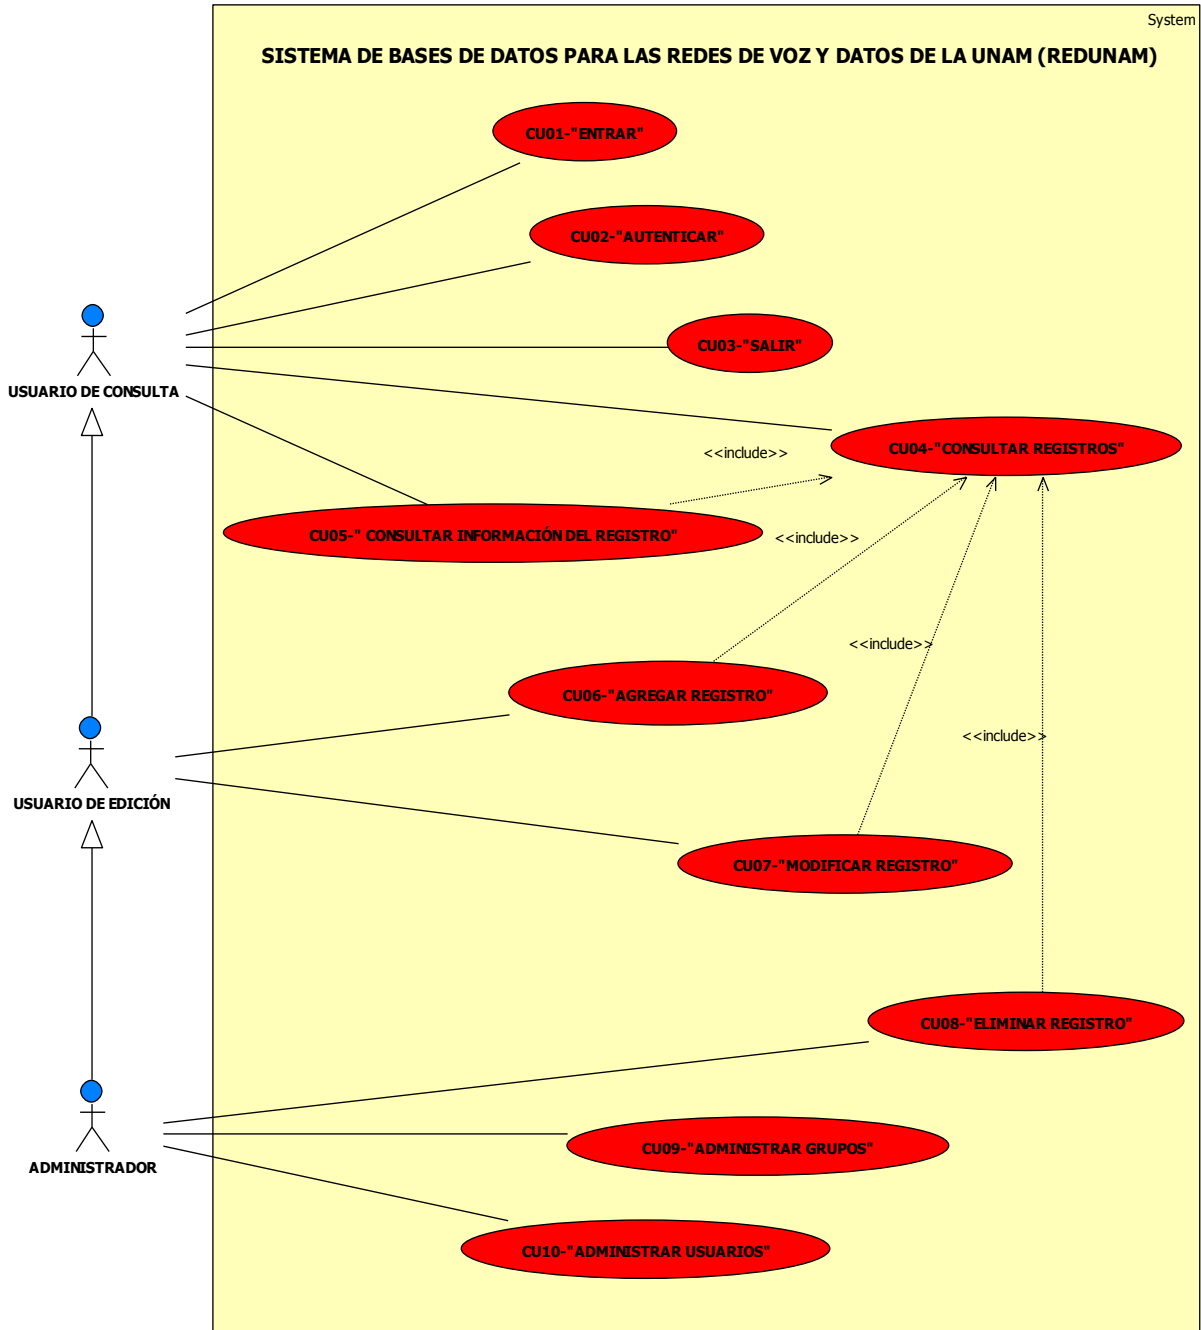 System
SISTEMA DE BASES DE DATOS PARA LAS REDES DE VOZ Y DATOS DE LA UNAM (REDUNAM)
CU01-"ENTRAR"
CU02-"AUTENTICAR"
CU03-"SALIR"
USUARIO DE CONSULTA
CU04-"CONSULTAR REGISTROS"
<<include>>
CU05-" CONSULTAR INFORMACIÓN DEL REGISTRO"
<<include>>
<<include>>
CU06-"AGREGAR REGISTRO"
<<include>>
USUARIO DE EDICIÓN
CU07-"MODIFICAR REGISTRO"
CU08-"ELIMINAR REGISTRO"
CU09-"ADMINISTRAR GRUPOS"
ADMINISTRADOR
CU10-"ADMINISTRAR USUARIOS"